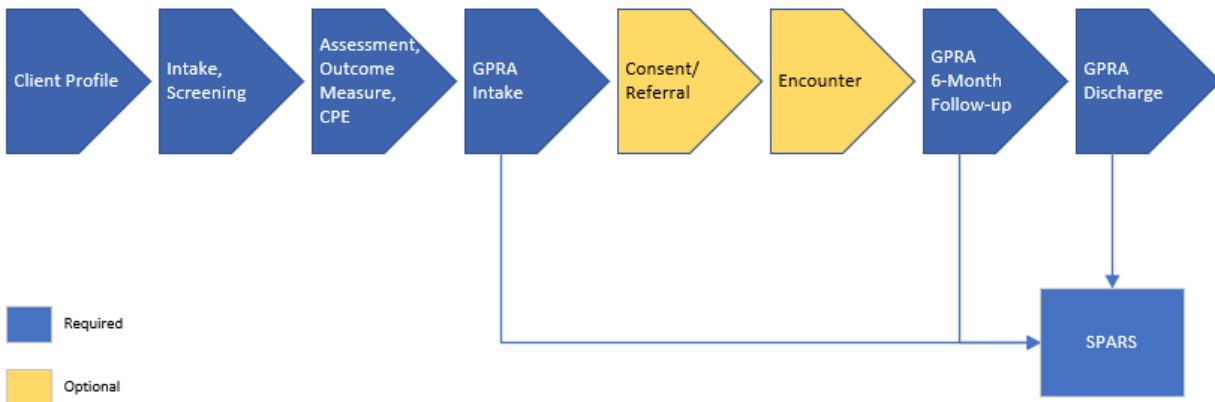 Client Profile
Intake,
Screening
Assessment,
Outcome
Measure,
CPE
GPRA
Intake
Consent/
Referral
Encounter
GPRA
6-Month
Follow-up
GPRA
Discharge
SPARS
Required
Optional